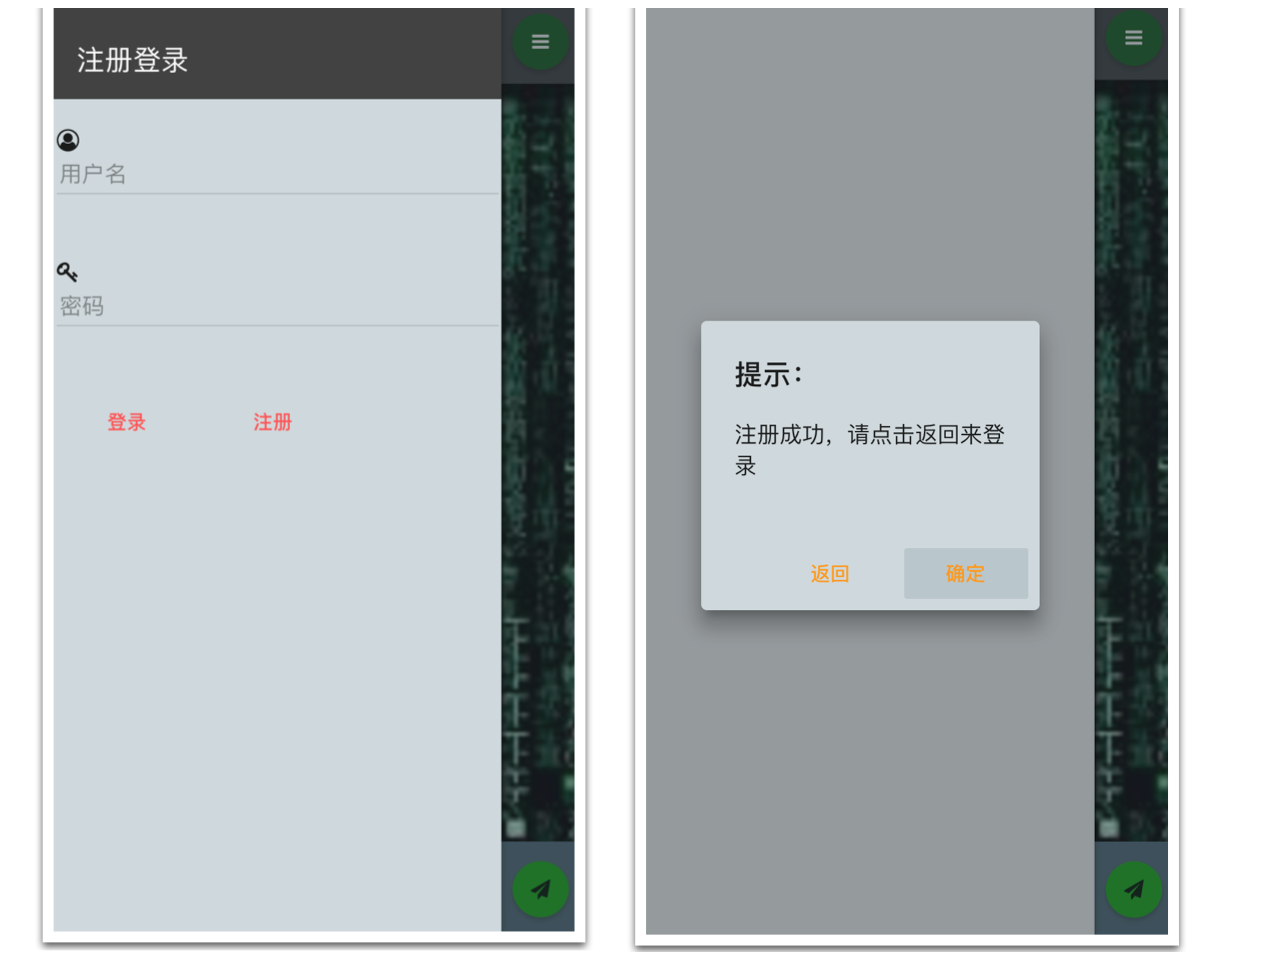 注册登录
用户名
密码
登录 注册
提示：
注册成功，请点击返回来登
录
返回 确定